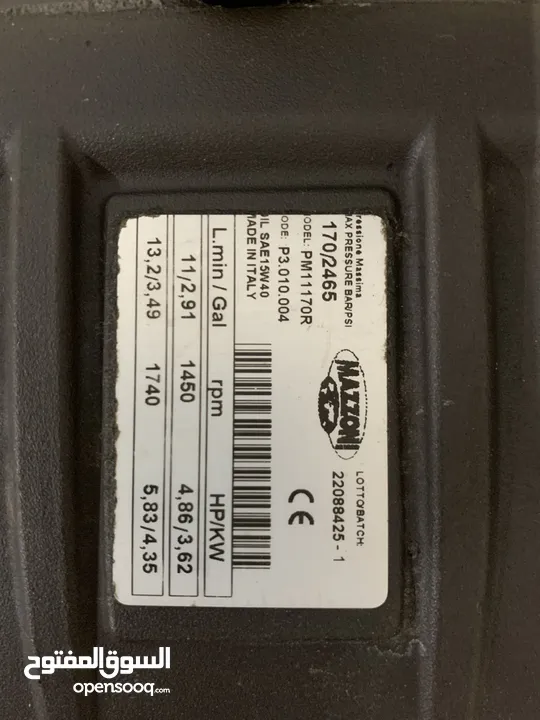 ressione Massima
AX PRESSURE BAR/PSI
170/2465
MAZZONI
LOTTO/BATCH:
22088425 - 1
ODEL: PM11170R
ODE: P3.010.004
CE
OIL SAE15W40
MADE IN ITALY
L.min / Gal rpm HP/KW
11/2,91 1450 4,86/3,62
13,2/3,49 1740 5,83/4,35
السوق المفتوح
opensooq.com